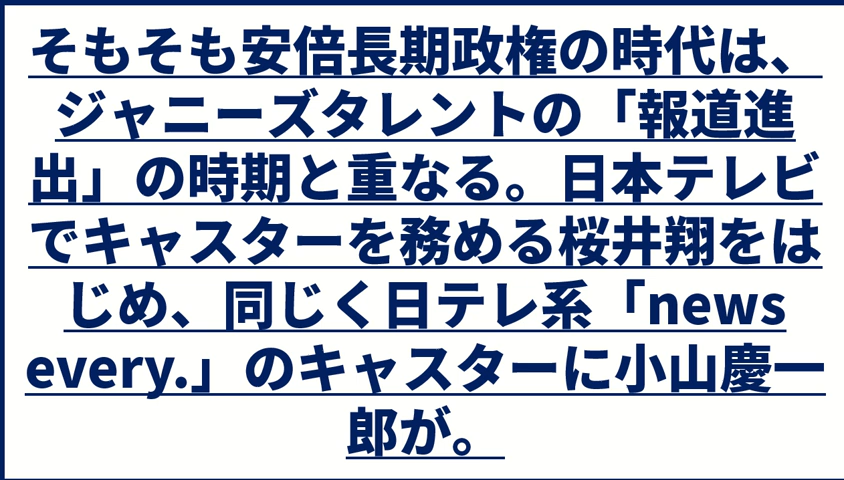 そもそも安倍長期政権の時代は、
ジャニーズタレントの「報道進
出」の時期と重なる。日本テレビ
でキャスターを務める桜井翔をは
じめ、同じく日テレ系「news
every.」のキャスターに小山慶一
郎が。